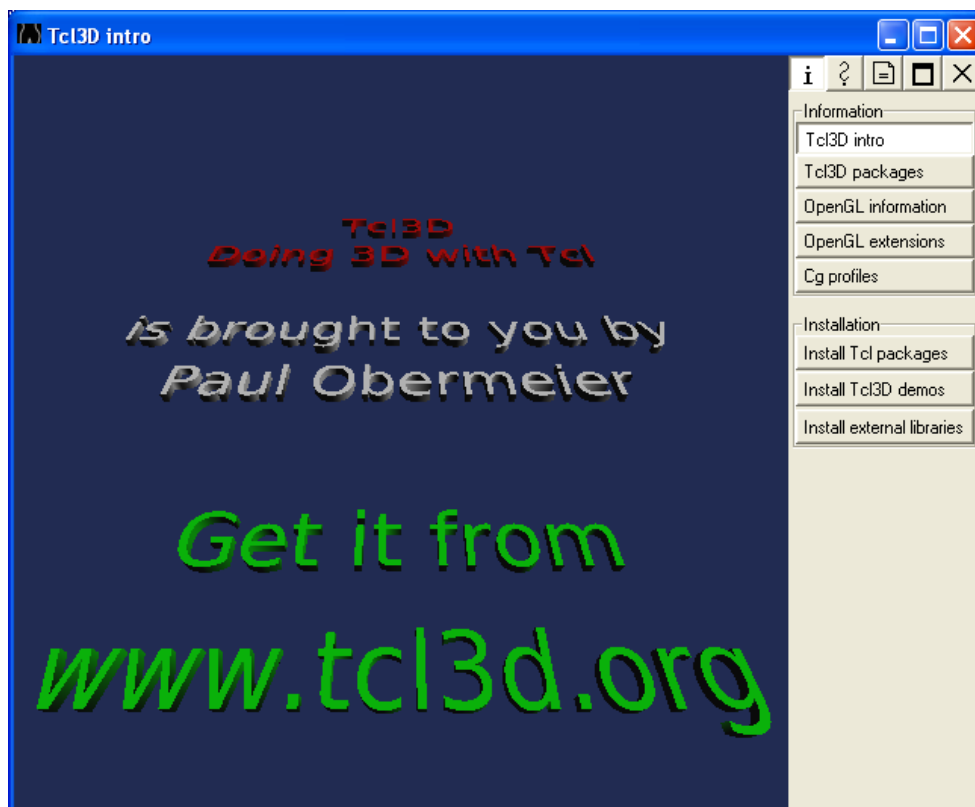 Tcl3D intro
Tcl3D
Doing 3D with Tcl
is brought to you by
Paul Obermeier
Get it from
www.tcl3d.org
i ?
Information
Tcl3D intro
Tcl3D packages
OpenGL information
OpenGL extensions
Cg profiles
Installation
Install Tcl packages
Install Tcl3D demos
Install external libraries